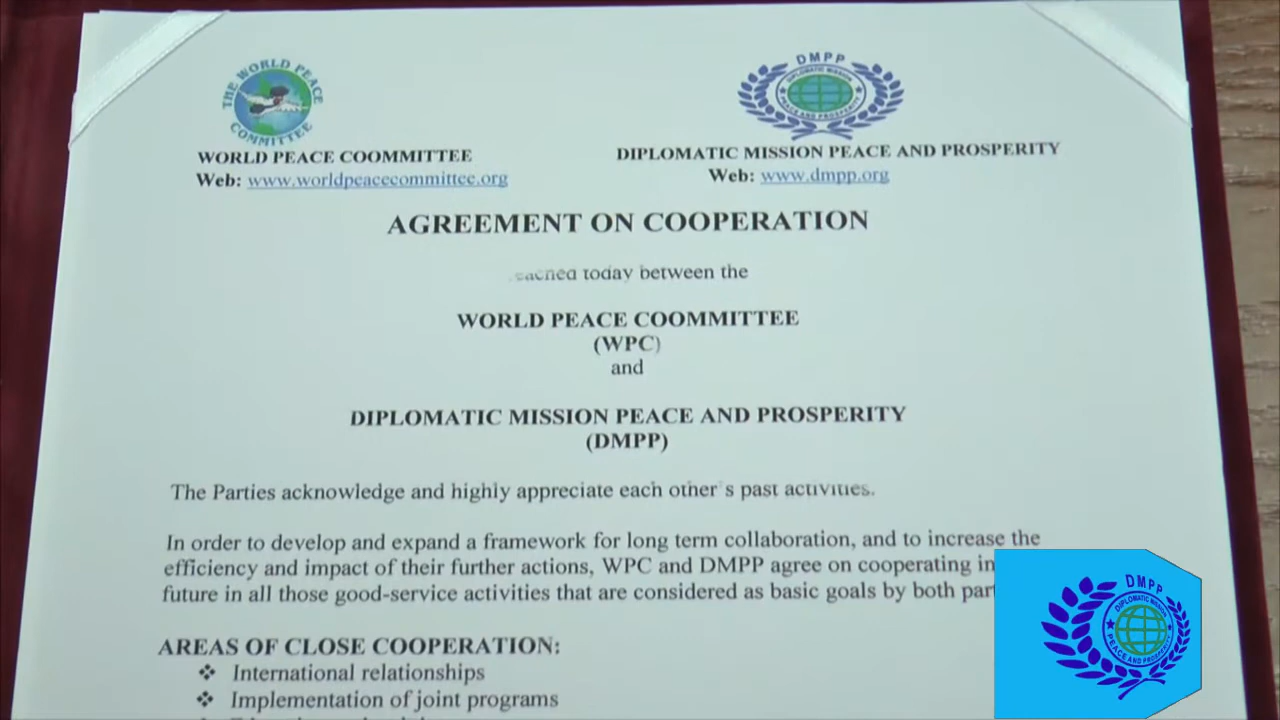 THE WORLD PEACE COMMITTEE
DMPP
DIPLOMATIC MISSION
PEACE AND PROSPERITY
WORLD PEACE COOMMITTEE
DIPLOMATIC MISSION PEACE AND PROSPERITY
Web: www.worldpeacecommittee.org
Web: www.dmpp.org
AGREEMENT ON COOPERATION
today between the
WORLD PEACE COOMMITTEE
(WPC)
and
DIPLOMATIC MISSION PEACE AND PROSPERITY
(DMPP)
The Parties acknowledge and highly appreciate each other's past activities.
In order to develop and expand a framework for long term collaboration, and to increase the
efficiency and impact of their further actions, WPC and DMPP agree on cooperating in
future in all those good-service activities that are considered as basic goals by both
AREAS OF CLOSE COOPERATION:
❖ International relationships
❖ Implementation of joint programs
DMPP
DIPLOMATIC MISSION
PEACE AND PROSPERITY